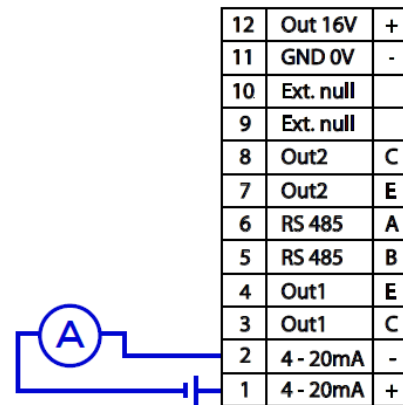 12 Out 16V +
11 GND 0V -
10 Ext. null
9 Ext. null
8 Out2 C
7 Out2 E
6 RS 485 A
5 RS 485 B
4 Out1 E
3 Out1 C
A
2 4 - 20mA -
1 4 - 20mA +